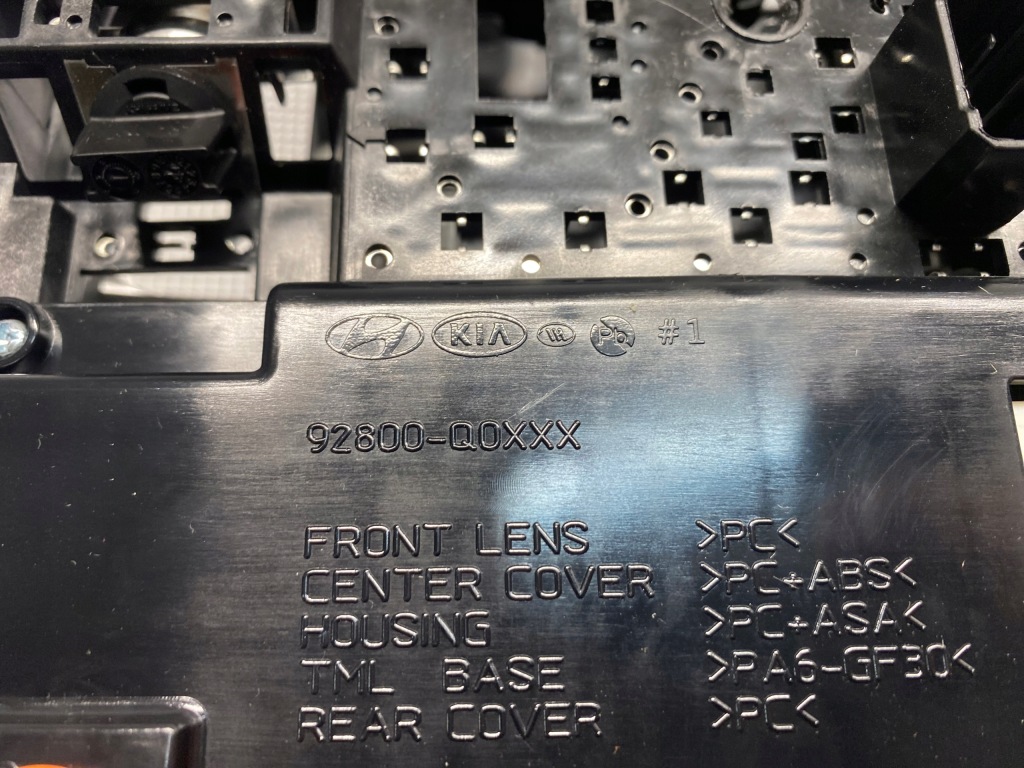 KIA Pb #1
92800-Q0XXX
FRONT LENS >PC<
CENTER COVER >PC+ABS<
HOUSING >PC+ASA<
TML BASE >PA6-GF30<
REAR COVER >PC<